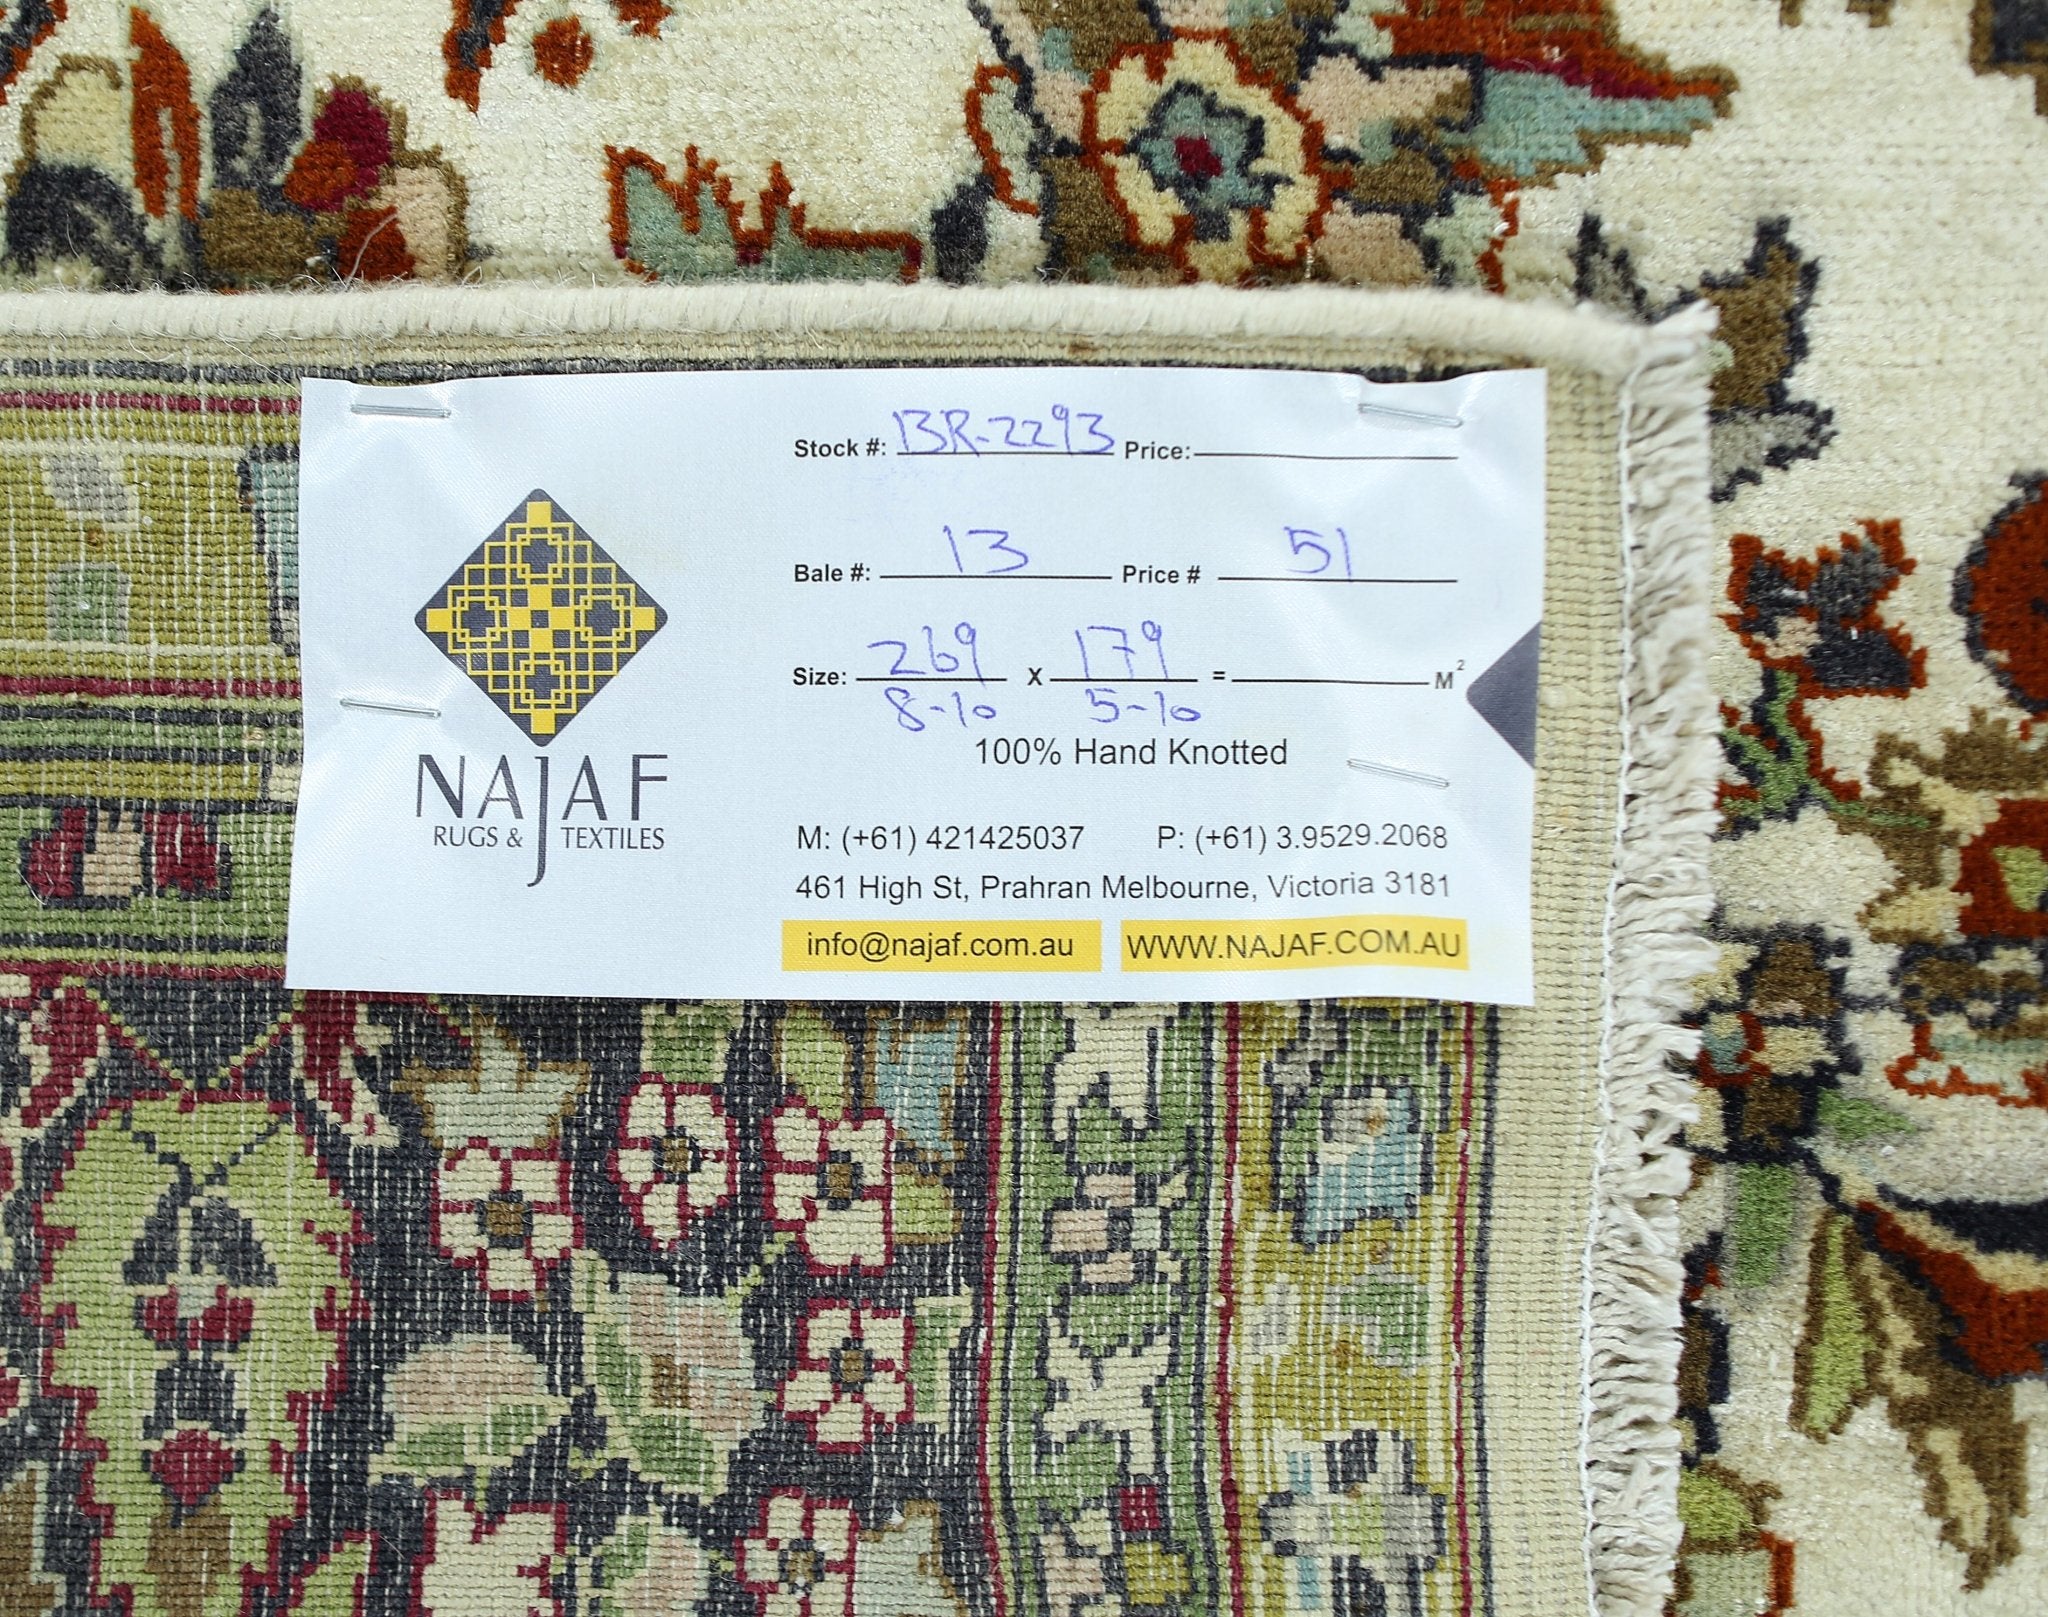 Stock #: BR-2293 Price:
Bale #: 13 Price # 51
Size: 269 X 179 = M²
8-10 5-10
100% Hand Knotted
NAJAF
RUGS & TEXTILES
M: (+61) 421425037 P: (+61) 3.9529.2068
461 High St, Prahran Melbourne, Victoria 3181
info@najaf.com.au WWW.NAJAF.COM.AU